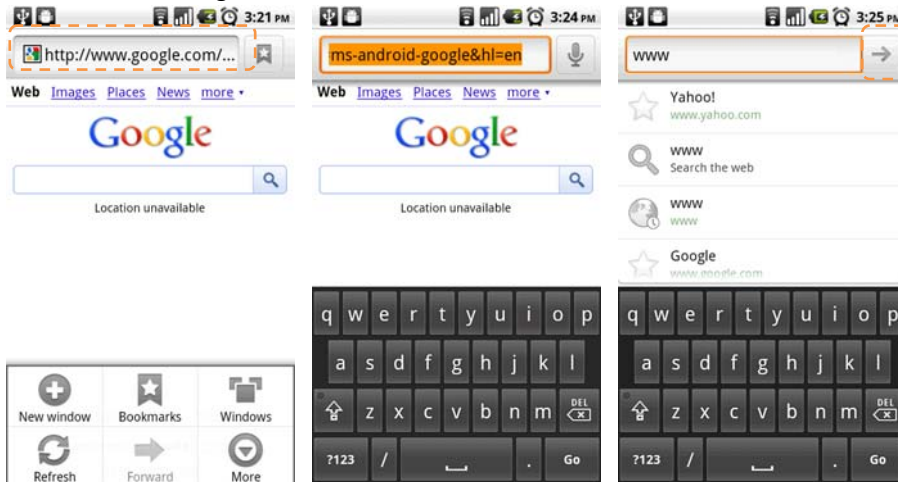 3:21 PM
http://www.google.com/...
Web Images Places News more
Google
Location unavailable
New window Bookmarks Windows
Refresh Forward More
3:24 PM
ms-android-google&hl=en
Web Images Places News more
Google
Location unavailable
q w e r t y u i o p
a s d f g h j k l
z x c v b n m DEL
?123 / . Go
3:25 PM
www
Yahoo!
www.yahoo.com
www
Search the web
www
www
Google
www.google.com
q w e r t y u i o p
a s d f g h j k l
z x c v b n m DEL
?123 / . Go